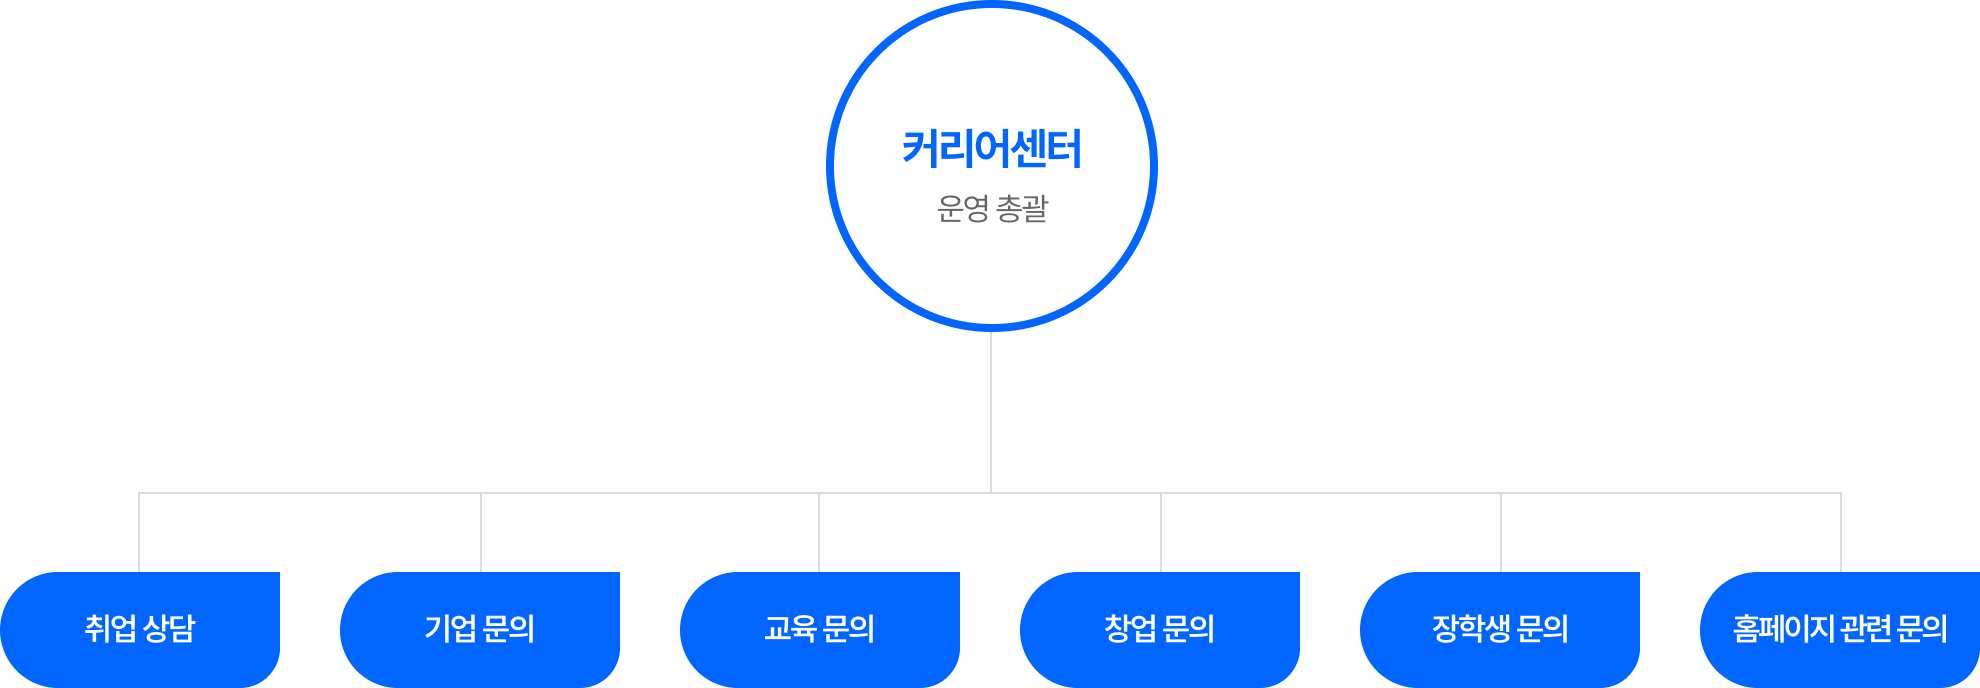 커리어센터
운영 총괄
취업 상담
기업 문의
교육 문의
창업 문의
장학생 문의
홈페이지 관련 문의